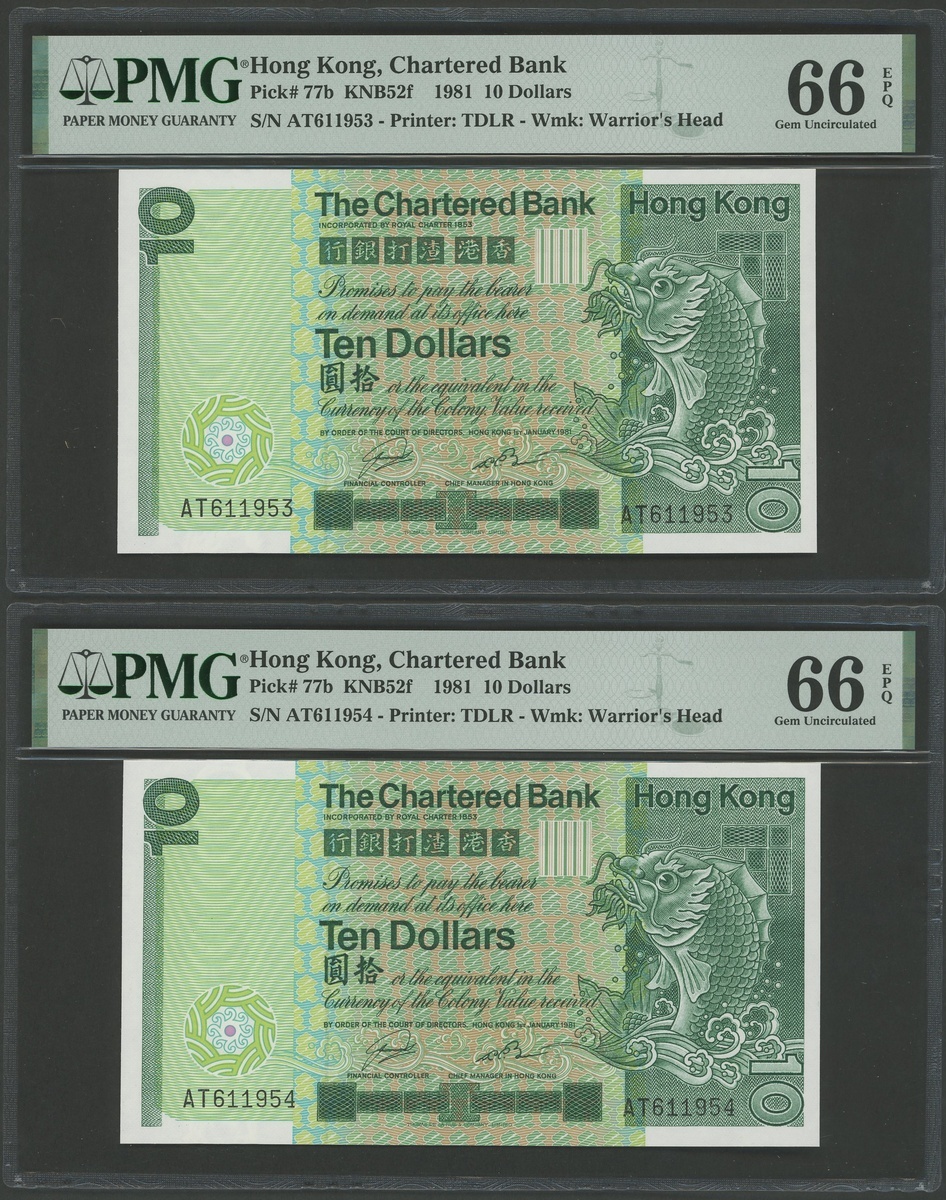 PMG®
PAPER MONEY GUARANTY
Hong Kong, Chartered Bank
Pick# 77b KNB52f 1981 10 Dollars
S/N AT611953 - Printer: TDLR - Wmk: Warrior's Head
66 EPQ
Gem Uncirculated
10
The Chartered Bank
Hong Kong
INCORPORATED BY ROYAL CHARTER 1853
行銀打渣港香
Promises to pay the bearer
on demand at its office here
Ten Dollars
圓拾 or the equivalent in the
Currency of the Colony. Value received
BY ORDER OF THE COURT OF DIRECTORS, HONG KONG 1ST JANUARY 1981
FINANCIAL CONTROLLER CHIEF MANAGER IN HONG KONG
AT611953
AT611953
10
PMG®
PAPER MONEY GUARANTY
Hong Kong, Chartered Bank
Pick# 77b KNB52f 1981 10 Dollars
S/N AT611954 - Printer: TDLR - Wmk: Warrior's Head
66 EPQ
Gem Uncirculated
10
The Chartered Bank
Hong Kong
INCORPORATED BY ROYAL CHARTER 1853
行銀打渣港香
Promises to pay the bearer
on demand at its office here
Ten Dollars
圓拾 or the equivalent in the
Currency of the Colony. Value received
BY ORDER OF THE COURT OF DIRECTORS, HONG KONG 1ST JANUARY 1981
FINANCIAL CONTROLLER CHIEF MANAGER IN HONG KONG
AT611954
AT611954
10